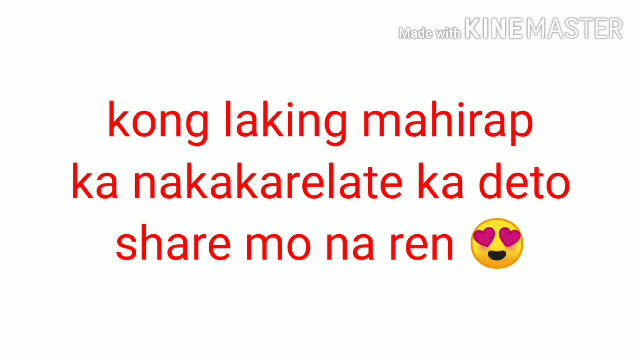 Made with KINEMASTER
kong laking mahirap
ka nakakarelate ka deto
share mo na ren 😍